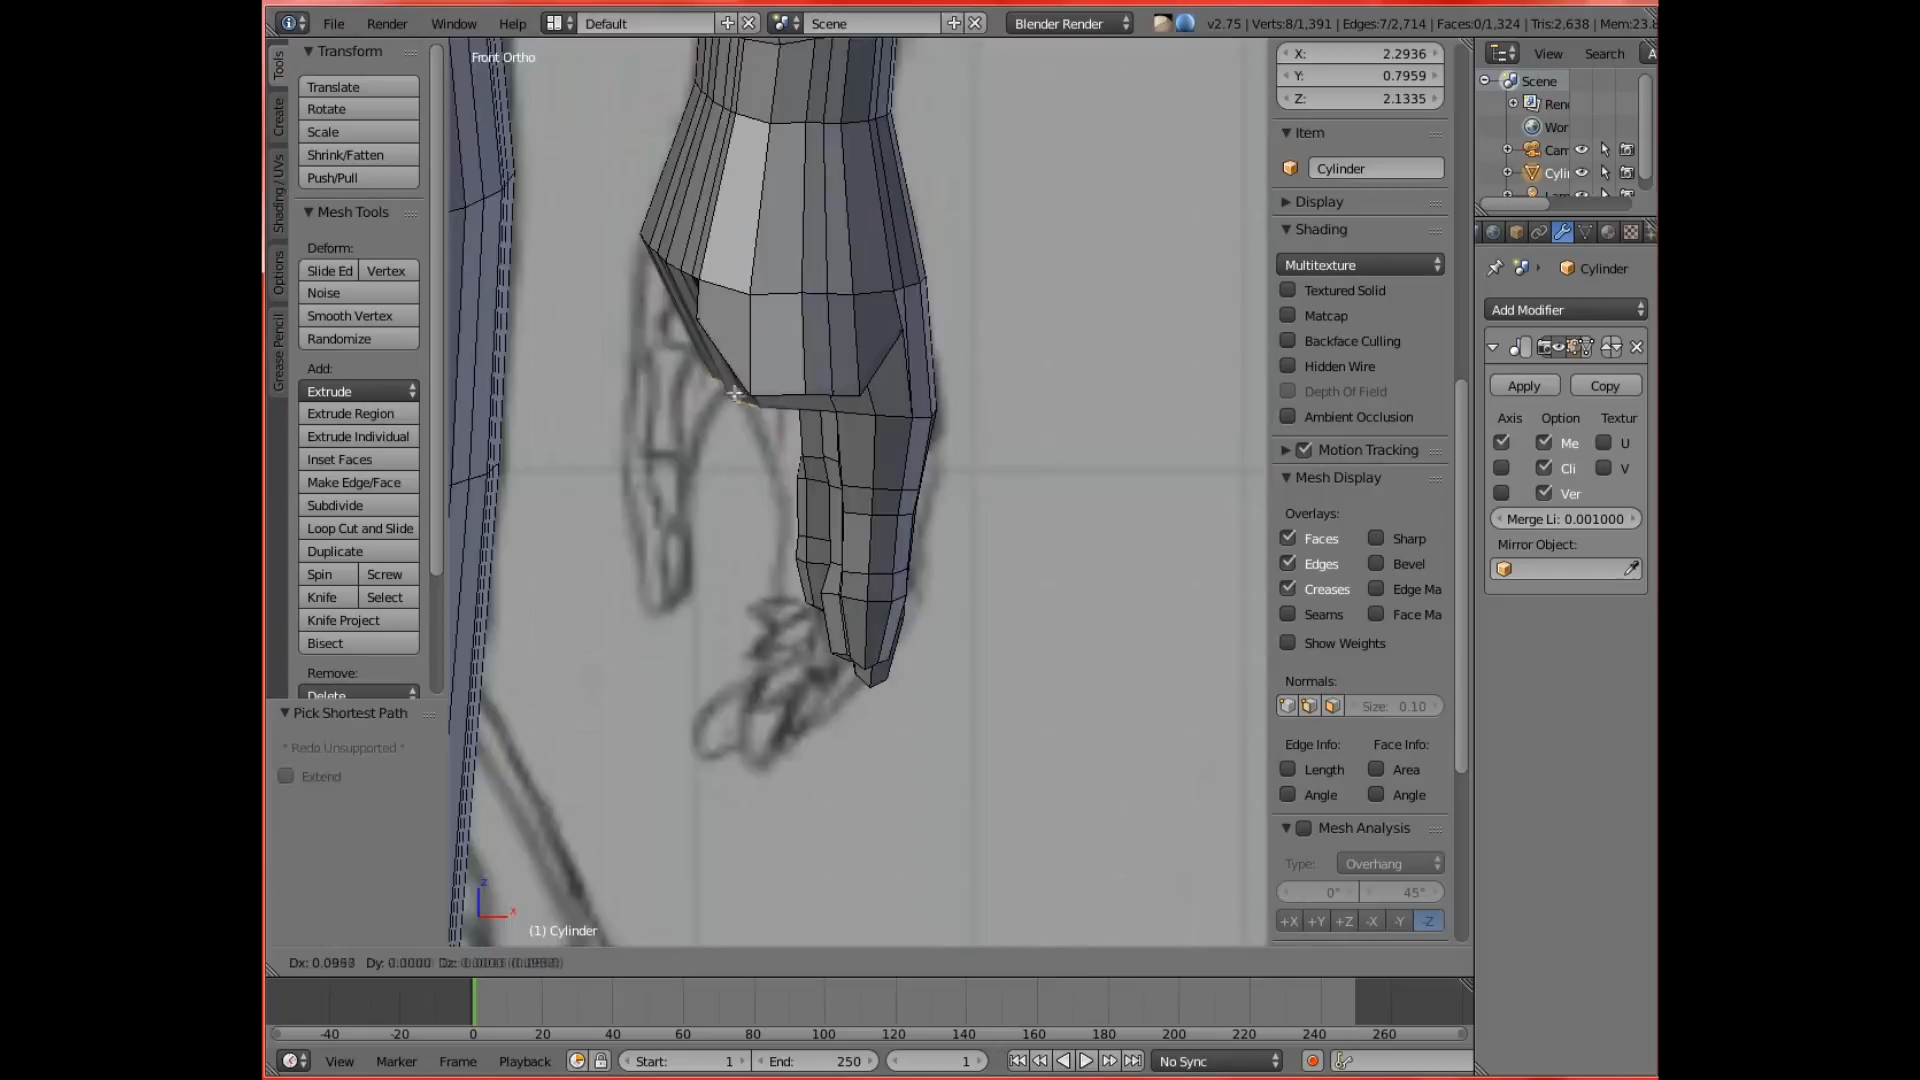 File Render Window Help Default Scene Blender Render v2.75 | Verts:8/1,391 | Edges:7/2,714 | Faces:0/1,324 | Tris:2,638 | Mem:23.8
Tools
Create
Shading / UVs
Options
Grease Pencil
Transform
Translate
Rotate
Scale
Shrink/Fatten
Push/Pull
Mesh Tools
Deform:
Slide Ed Vertex
Noise
Smooth Vertex
Randomize
Add:
Extrude
Extrude Region
Extrude Individual
Inset Faces
Make Edge/Face
Subdivide
Loop Cut and Slide
Duplicate
Spin Screw
Knife Select
Knife Project
Bisect
Remove:
Delete
Pick Shortest Path
* Redo Unsupported *
Extend
Front Ortho
z
x
(1) Cylinder
X: 2.2936
Y: 0.7959
Z: 2.1335
Item
Cylinder
Display
Shading
Multitexture
Textured Solid
Matcap
Backface Culling
Hidden Wire
Depth Of Field
Ambient Occlusion
Motion Tracking
Mesh Display
Overlays:
Faces Sharp
Edges Bevel
Creases Edge Ma
Seams Face Ma
Show Weights
Normals:
Size: 0.10
Edge Info: Face Info:
Length Area
Angle Angle
Mesh Analysis
Type: Overhang
0° 45°
+X +Y +Z -X -Y -Z
View Search A
Scene
Ren
Wor
Cam
Cyli
Cylinder
Add Modifier
Apply Copy
Axis Option Textur
Me U
Cli V
Ver
Merge Li: 0.001000
Mirror Object:
Dy: 0.0000
-40 -20 0 20 40 60 80 100 120 140 160 180 200 220 240 260
View Marker Frame Playback Start: 1 End: 250 1 No Sync